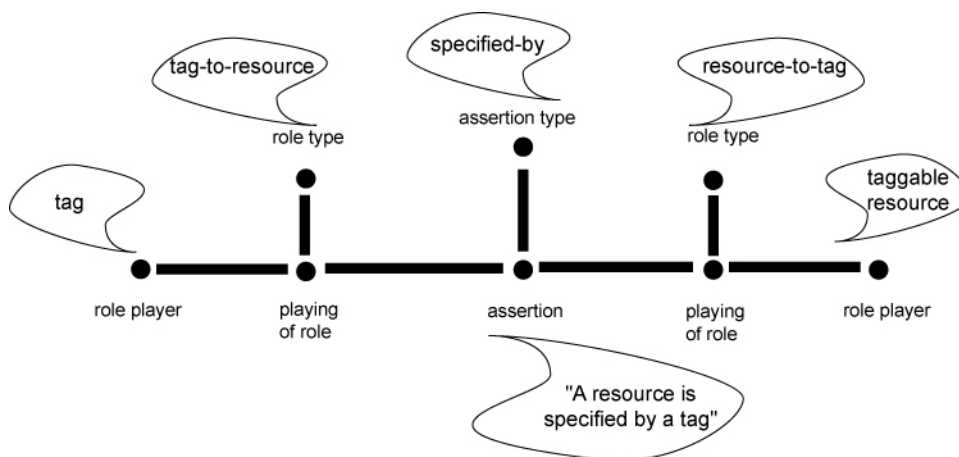 specified-by
tag-to-resource
resource-to-tag
assertion type
role type
role type
tag
taggable
resource
role player
playing
of role
assertion
playing
of role
role player
"A resource is
specified by a tag"